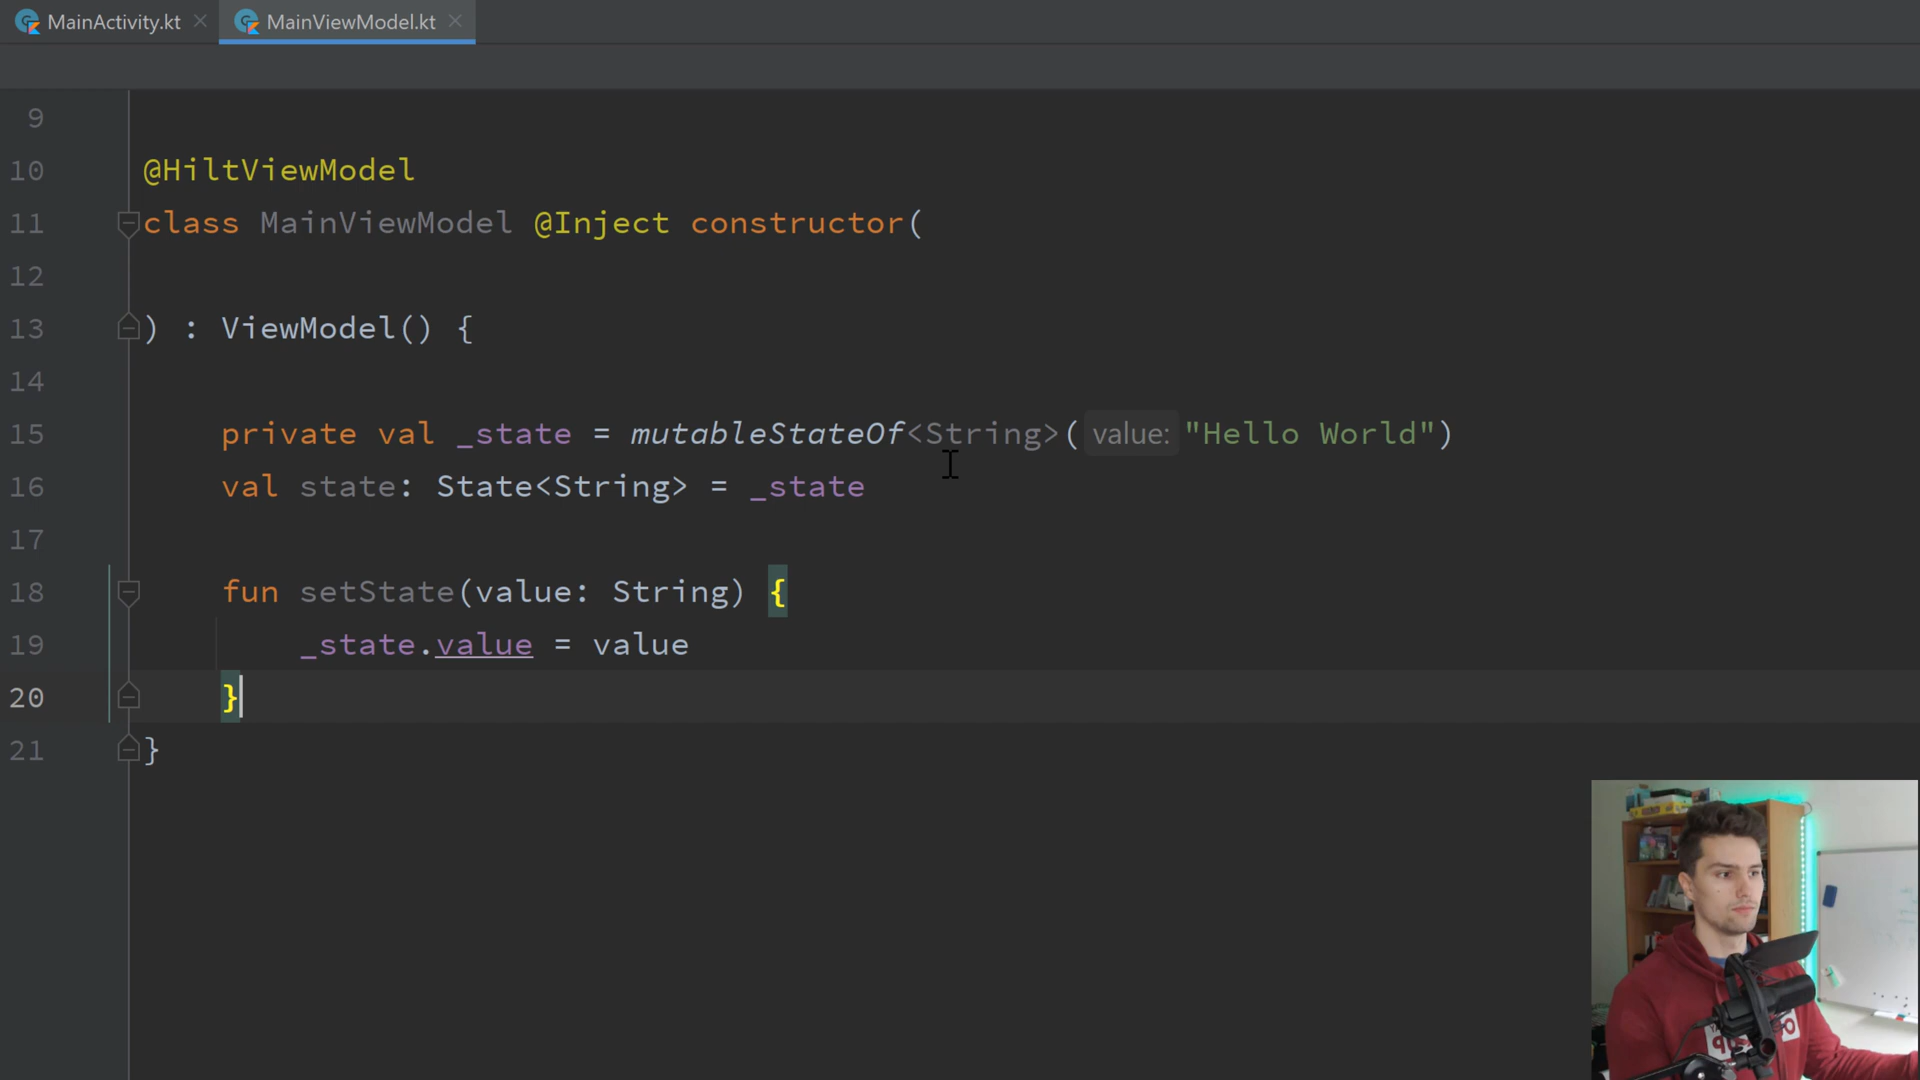 MainActivity.kt
MainViewModel.kt
9
10 @HiltViewModel
11 class MainViewModel @Inject constructor(
12
13 ) : ViewModel() {
14
15 private val _state = mutableStateOf<String>( value: "Hello World")
16 val state: State<String> = _state
17
18 fun setState(value: String) {
19 _state.value = value
20 }
21 }